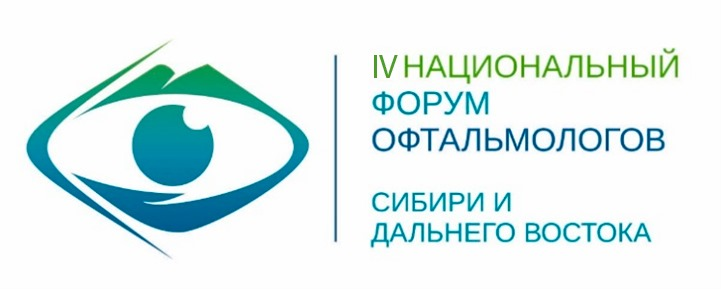 IV НАЦИОНАЛЬНЫЙ
ФОРУМ
ОФТАЛЬМОЛОГОВ
СИБИРИ И
ДАЛЬНЕГО ВОСТОКА